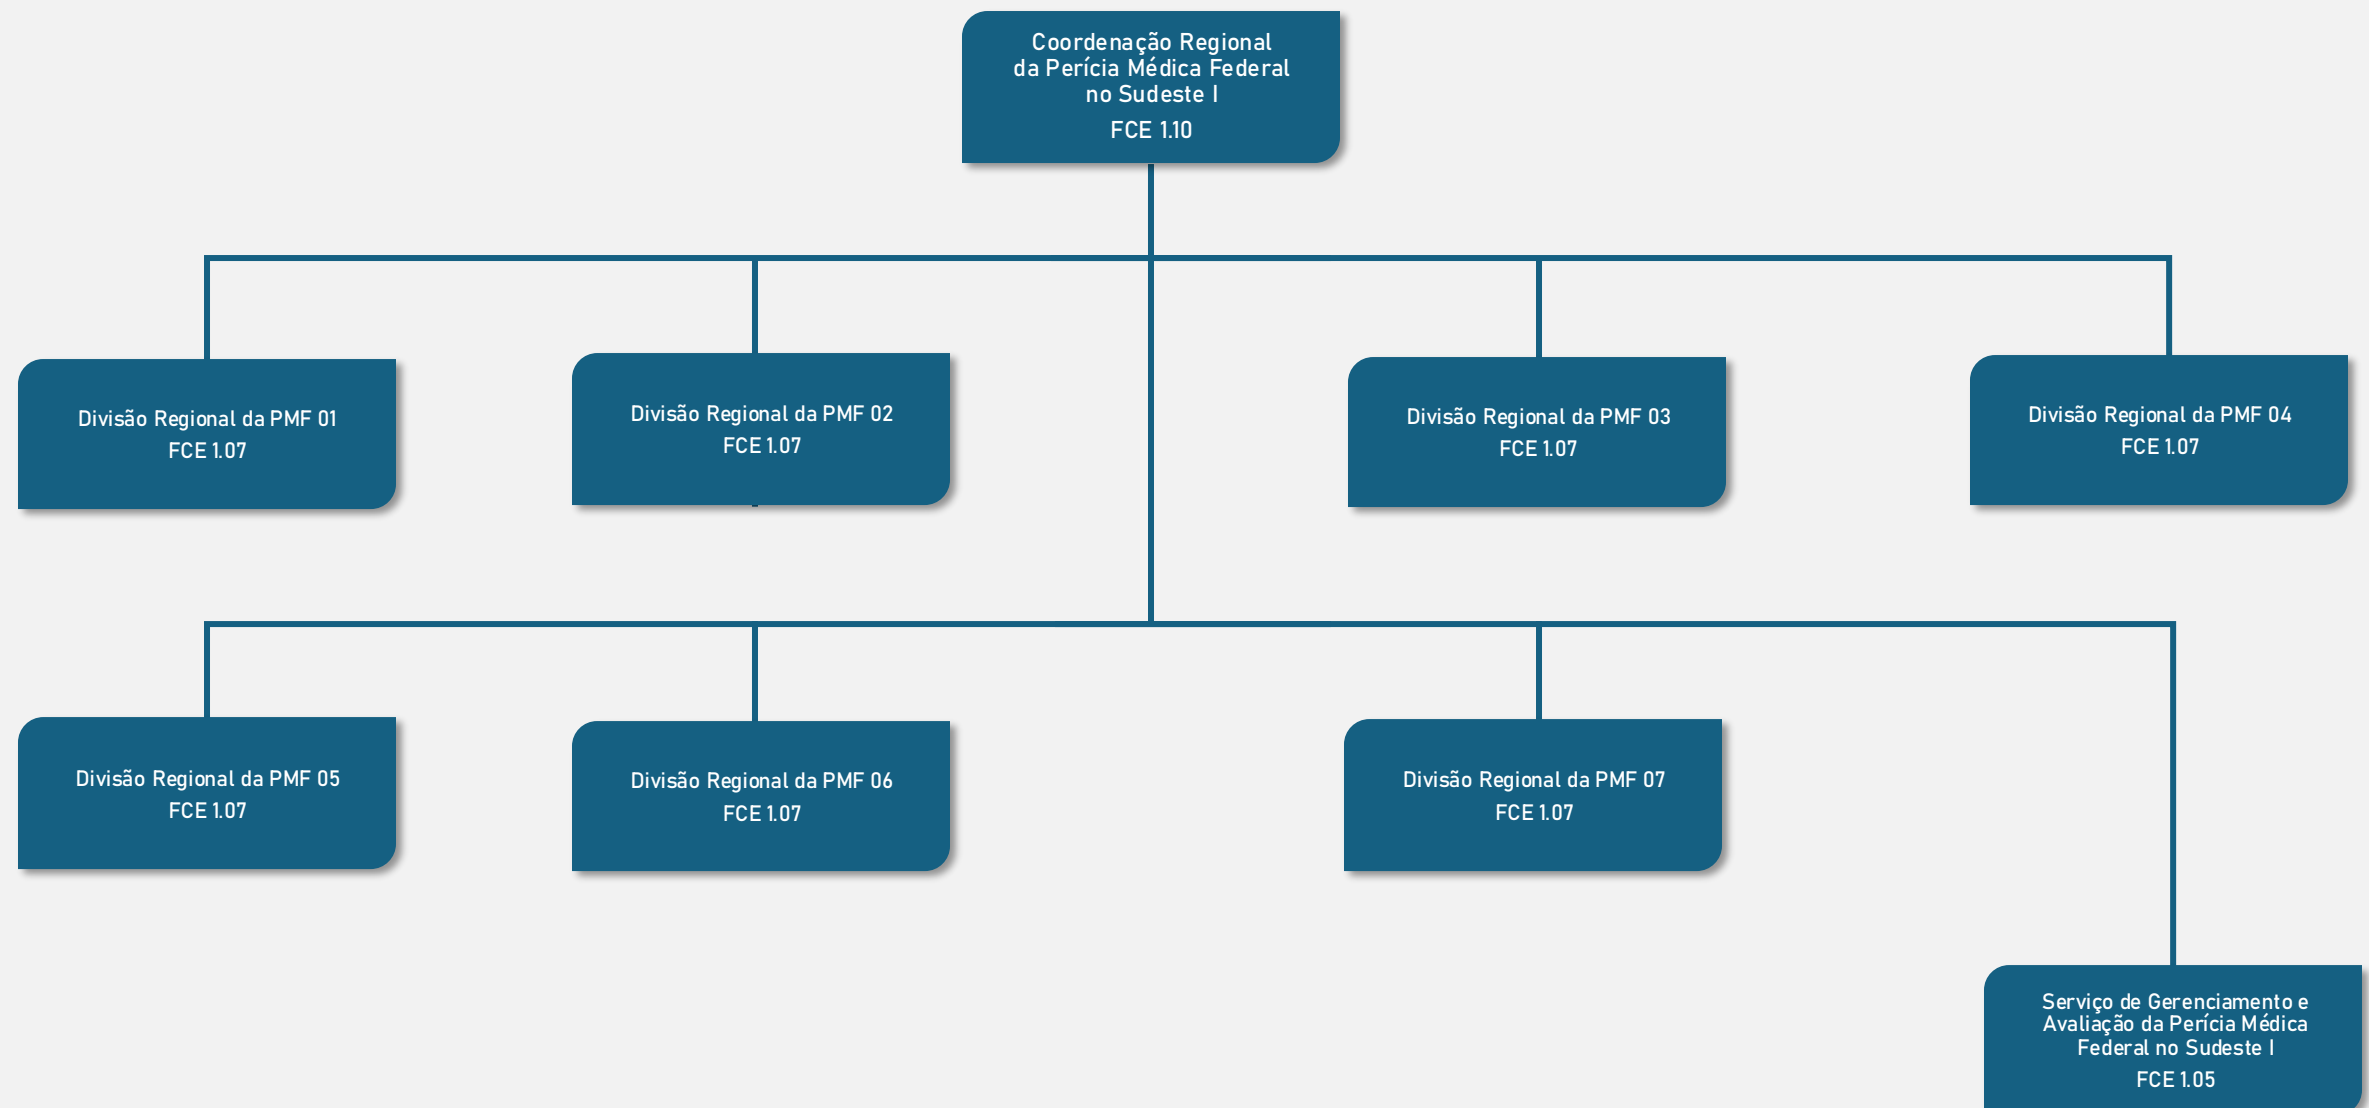 Coordenação Regional
da Perícia Médica Federal
no Sudeste I
FCE 1.10
Divisão Regional da PMF 01
FCE 1.07
Divisão Regional da PMF 02
FCE 1.07
Divisão Regional da PMF 03
FCE 1.07
Divisão Regional da PMF 04
FCE 1.07
Divisão Regional da PMF 05
FCE 1.07
Divisão Regional da PMF 06
FCE 1.07
Divisão Regional da PMF 07
FCE 1.07
Serviço de Gerenciamento e
Avaliação da Perícia Médica
Federal no Sudeste I
FCE 1.05